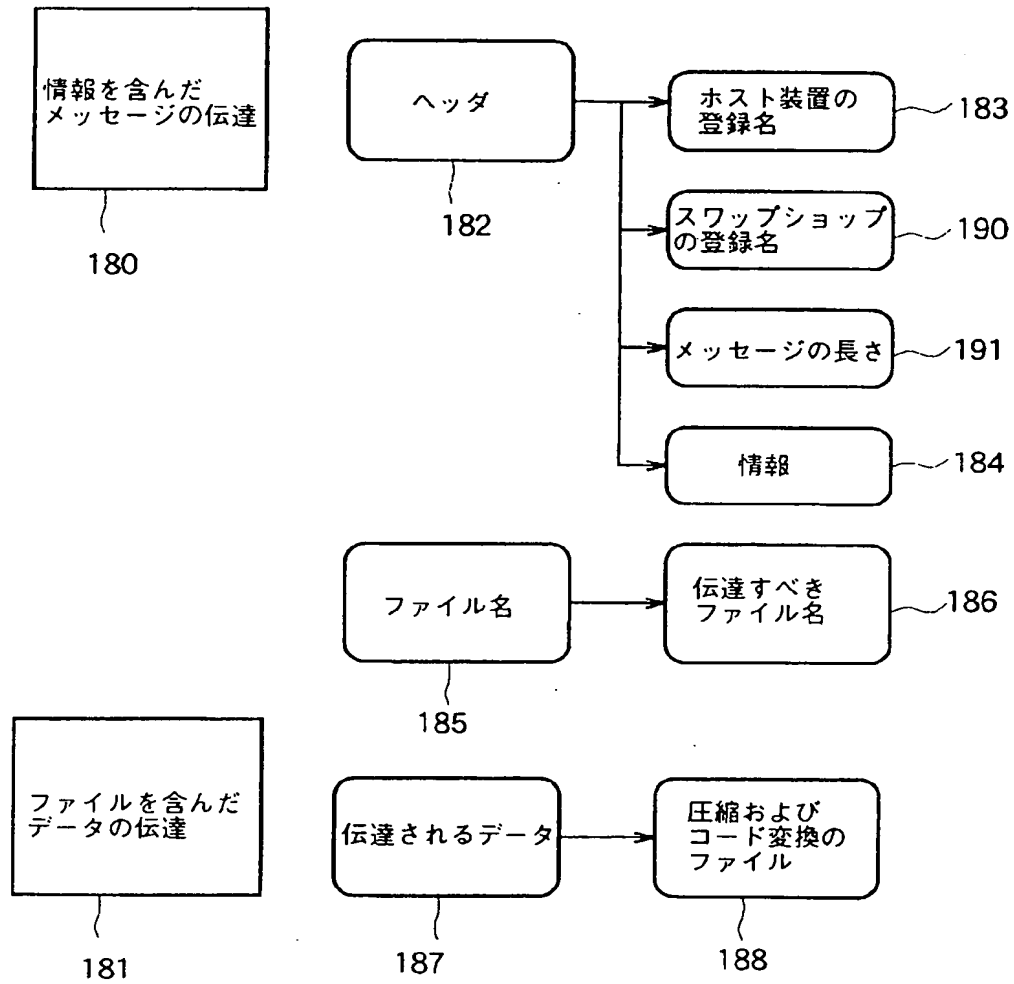 情報を含んだ
メッセージの伝達
180
ヘッダ
182
ホスト装置の
登録名
183
スワップショップ
の登録名
190
メッセージの長さ
191
情報
184
ファイル名
185
伝達すべき
ファイル名
186
ファイルを含んだ
データの伝達
181
伝達されるデータ
187
圧縮および
コード変換の
ファイル
188